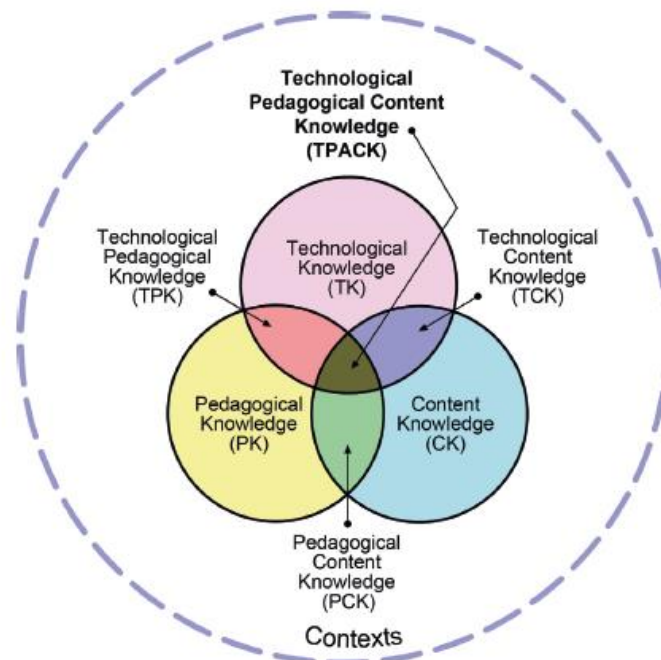 Technological
Pedagogical Content
Knowledge
(TPACK)
Technological
Pedagogical
Knowledge
(TPK)
Technological
Knowledge
(TK)
Technological
Content
Knowledge
(TCK)
Pedagogical
Knowledge
(PK)
Content
Knowledge
(CK)
Pedagogical
Content
Knowledge
(PCK)
Contexts